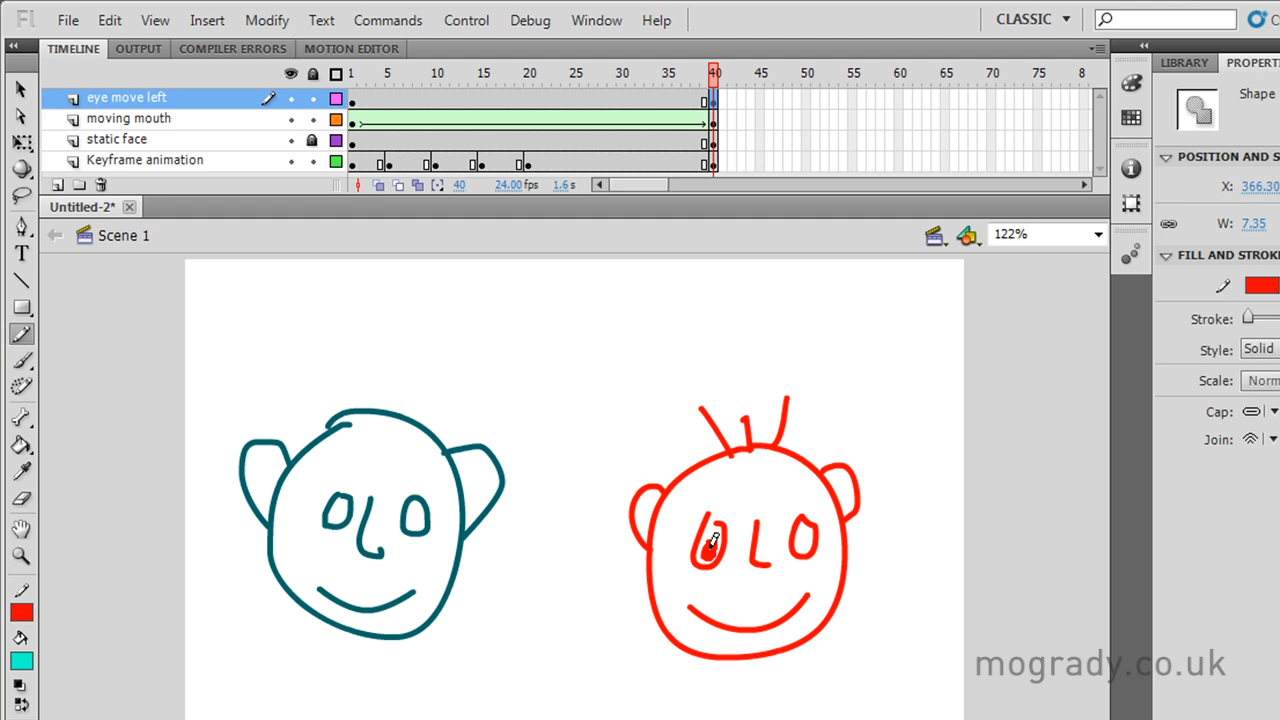 Fl File Edit View Insert Modify Text Commands Control Debug Window Help CLASSIC
TIMELINE OUTPUT COMPILER ERRORS MOTION EDITOR
LIBRARY PROPERT
1 5 10 15 20 25 30 35 40 45 50 55 60 65 70 75 8
eye move left
Shape
moving mouth
static face
Keyframe animation
POSITION AND S
40 24.00 fps 1.6 s
X: 366.30
Untitled-2*
W: 7.35
Scene 1
122%
FILL AND STROK
Stroke:
Style: Solid
Scale: Norm
Cap:
Join:
mogrady.co.uk